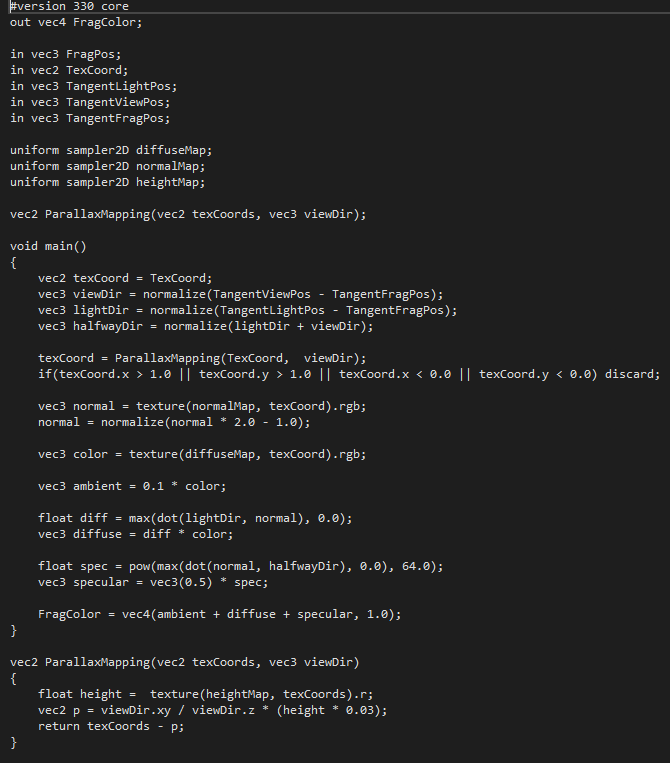 #version 330 core
out vec4 FragColor;

in vec3 FragPos;
in vec2 TexCoord;
in vec3 TangentLightPos;
in vec3 TangentViewPos;
in vec3 TangentFragPos;

uniform sampler2D diffuseMap;
uniform sampler2D normalMap;
uniform sampler2D heightMap;

vec2 ParallaxMapping(vec2 texCoords, vec3 viewDir);

void main()
{
    vec2 texCoord = TexCoord;
    vec3 viewDir = normalize(TangentViewPos - TangentFragPos);
    vec3 lightDir = normalize(TangentLightPos - TangentFragPos);
    vec3 halfwayDir = normalize(lightDir + viewDir);

    texCoord = ParallaxMapping(TexCoord,  viewDir);
    if(texCoord.x > 1.0 || texCoord.y > 1.0 || texCoord.x < 0.0 || texCoord.y < 0.0) discard;

    vec3 normal = texture(normalMap, texCoord).rgb;
    normal = normalize(normal * 2.0 - 1.0);

    vec3 color = texture(diffuseMap, texCoord).rgb;

    vec3 ambient = 0.1 * color;

    float diff = max(dot(lightDir, normal), 0.0);
    vec3 diffuse = diff * color;

    float spec = pow(max(dot(normal, halfwayDir), 0.0), 64.0);
    vec3 specular = vec3(0.5) * spec;

    FragColor = vec4(ambient + diffuse + specular, 1.0);
}

vec2 ParallaxMapping(vec2 texCoords, vec3 viewDir)
{
    float height =  texture(heightMap, texCoords).r;
    vec2 p = viewDir.xy / viewDir.z * (height * 0.03);
    return texCoords - p;
}